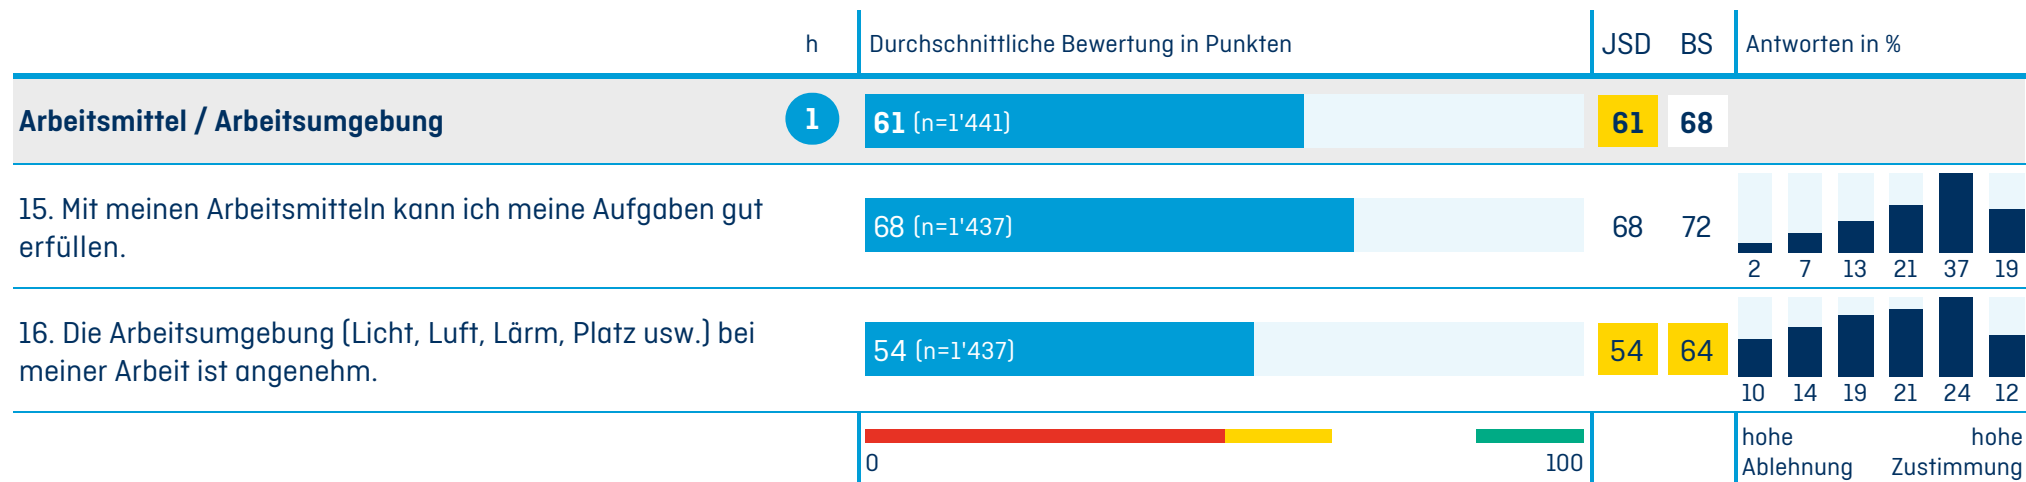 h Durchschnittliche Bewertung in Punkten JSD BS Antworten in %
Arbeitsmittel / Arbeitsumgebung 1 61 (n=1'441) 61 68
15. Mit meinen Arbeitsmitteln kann ich meine Aufgaben gut
erfüllen.
68 (n=1'437) 68 72
2 7 13 21 37 19
16. Die Arbeitsumgebung (Licht, Luft, Lärm, Platz usw.) bei
meiner Arbeit ist angenehm.
54 (n=1'437) 54 64
10 14 19 21 24 12
0 100
hohe
Ablehnung
hohe
Zustimmung